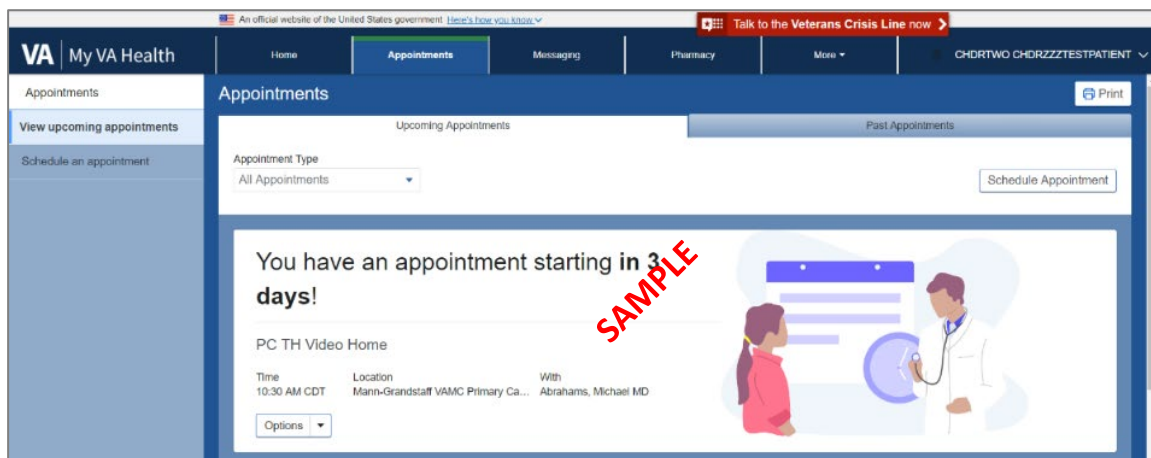 An official website of the United States government Here's how you know
Talk to the Veterans Crisis Line now
VA My VA Health
Home
Appointments
Messaging
Pharmacy
More
CHDRTWO CHDRZZZTESTPATIENT
Appointments
View upcoming appointments
Schedule an appointment
Appointments
Print
Upcoming Appointments
Past Appointments
Appointment Type
All Appointments
Schedule Appointment
You have an appointment starting in 3
days!
SAMPLE
PC TH Video Home
Time Location With
10:30 AM CDT Mann-Grandstaff VAMC Primary Ca... Abrahams, Michael MD
Options